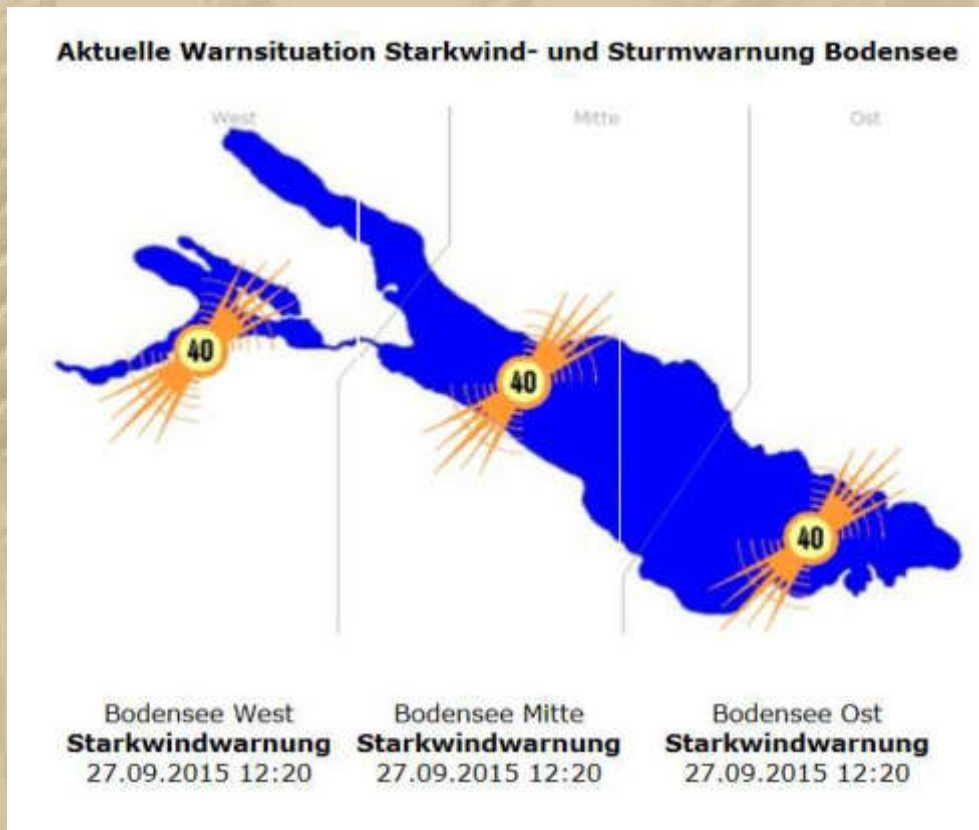 Aktuelle Warnsituation Starkwind- und Sturmwarnung Bodensee
West Mitte Ost
40
40
40
Bodensee West
Starkwindwarnung
27.09.2015 12:20
Bodensee Mitte
Starkwindwarnung
27.09.2015 12:20
Bodensee Ost
Starkwindwarnung
27.09.2015 12:20